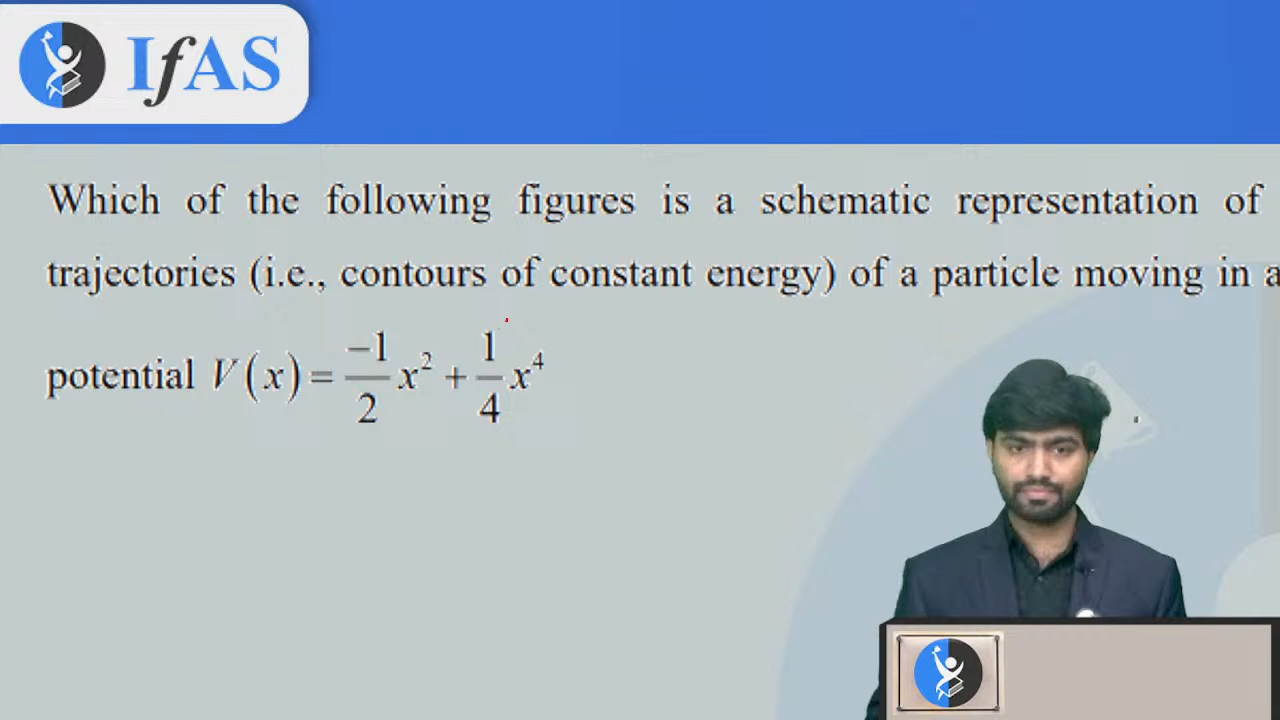 IfAS
Which of the following figures is a schematic representation of
trajectories (i.e., contours of constant energy) of a particle moving in a
potential V(x) = -1/2 x² + 1/4 x⁴